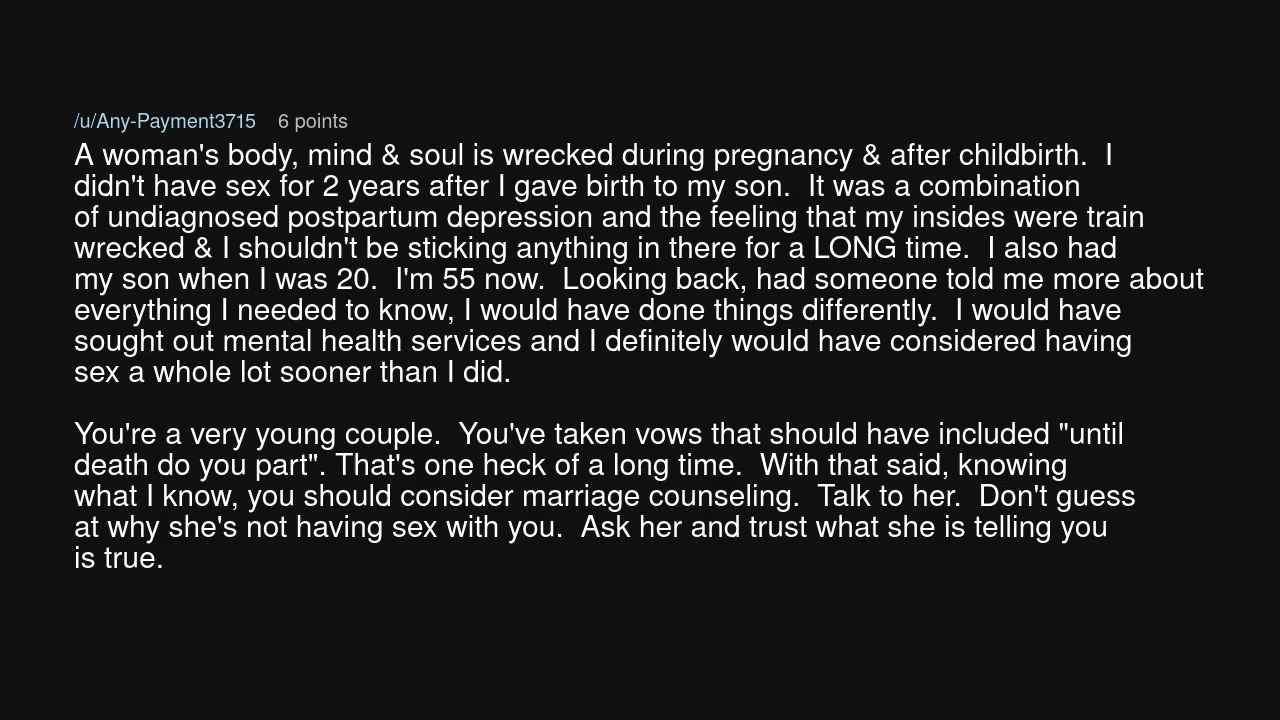 /u/Any-Payment3715 6 points
A woman's body, mind & soul is wrecked during pregnancy & after childbirth.  I
didn't have sex for 2 years after I gave birth to my son.  It was a combination
of undiagnosed postpartum depression and the feeling that my insides were train
wrecked & I shouldn't be sticking anything in there for a LONG time.  I also had
my son when I was 20.  I'm 55 now.  Looking back, had someone told me more about
everything I needed to know, I would have done things differently.  I would have
sought out mental health services and I definitely would have considered having
sex a whole lot sooner than I did.
You're a very young couple.  You've taken vows that should have included "until
death do you part". That's one heck of a long time.  With that said, knowing
what I know, you should consider marriage counseling.  Talk to her.  Don't guess
at why she's not having sex with you.  Ask her and trust what she is telling you
is true.